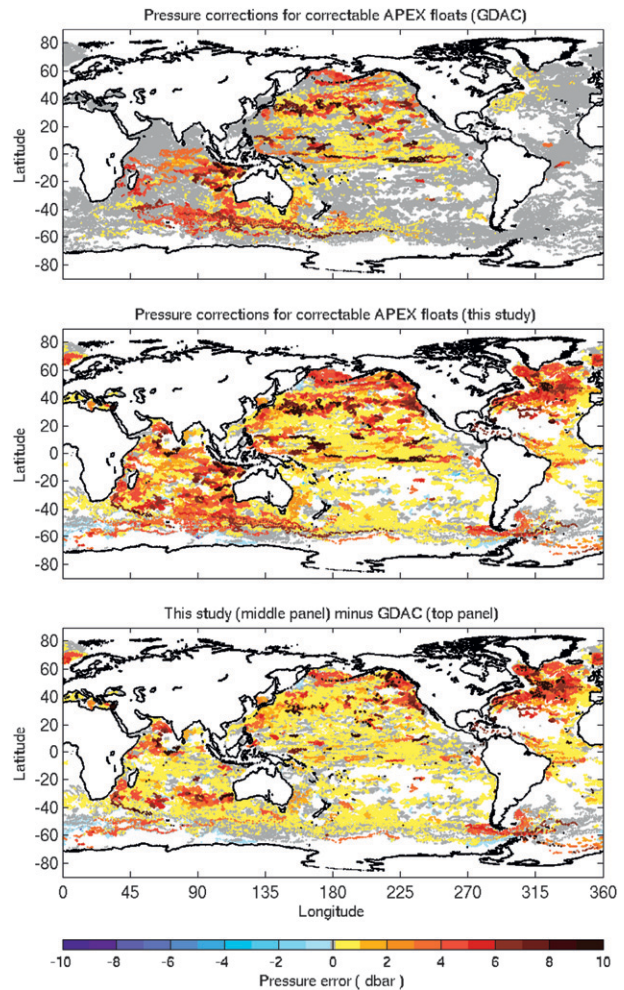 Pressure corrections for correctable APEX floats (GDAC)
80
60
40
20
0
-20
-40
-60
-80
Latitude
Pressure corrections for correctable APEX floats (this study)
80
60
40
20
0
-20
-40
-60
-80
Latitude
This study (middle panel) minus GDAC (top panel)
80
60
40
20
0
-20
-40
-60
-80
Latitude
0 45 90 135 180 225 270 315 360
Longitude
-10 -8 -6 -4 -2 0 2 4 6 8 10
Pressure error ( dbar )